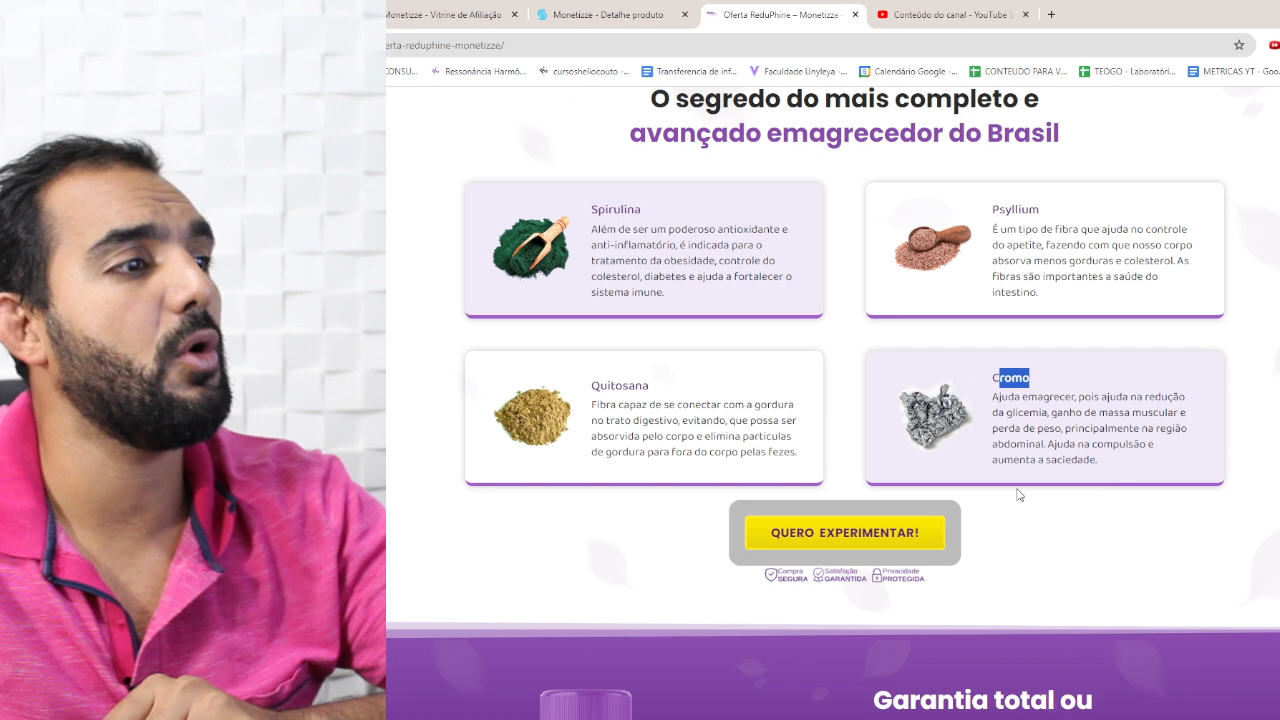 Monetizze - Vitrine de Afiliação
Monetizze - Detalhe produto
Oferta ReduPhine – Monetizze -
Conteúdo do canal - YouTube S
erta-reduphine-monetizze/
CONSU...
Ressonância Harmó...
cursosheliocouto -...
Transferencia de inf...
Faculdade Unyleya -...
Calendário Google -...
CONTEUDO PARA V...
TEOGO - Laboratóri...
METRICAS YT - Goo
O segredo do mais completo e
avançado emagrecedor do Brasil
Spirulina
Além de ser um poderoso antioxidante e
anti-inflamatório, é indicada para o
tratamento da obesidade, controle do
colesterol, diabetes e ajuda a fortalecer o
sistema imune.
Psyllium
É um tipo de fibra que ajuda no controle
do apetite, fazendo com que nosso corpo
absorva menos gorduras e colesterol. As
fibras são importantes a saúde do
intestino.
Quitosana
Fibra capaz de se conectar com a gordura
no trato digestivo, evitando, que possa ser
absorvida pelo corpo e elimina particulas
de gordura para fora do corpo pelas fezes.
Cromo
Ajuda emagrecer, pois ajuda na redução
da glicemia, ganho de massa muscular e
perda de peso, principalmente na região
abdominal. Ajuda na compulsão e
aumenta a saciedade.
QUERO EXPERIMENTAR!
Compra
SEGURA
Satisfação
GARANTIDA
Privacidade
PROTEGIDA
Garantia total ou